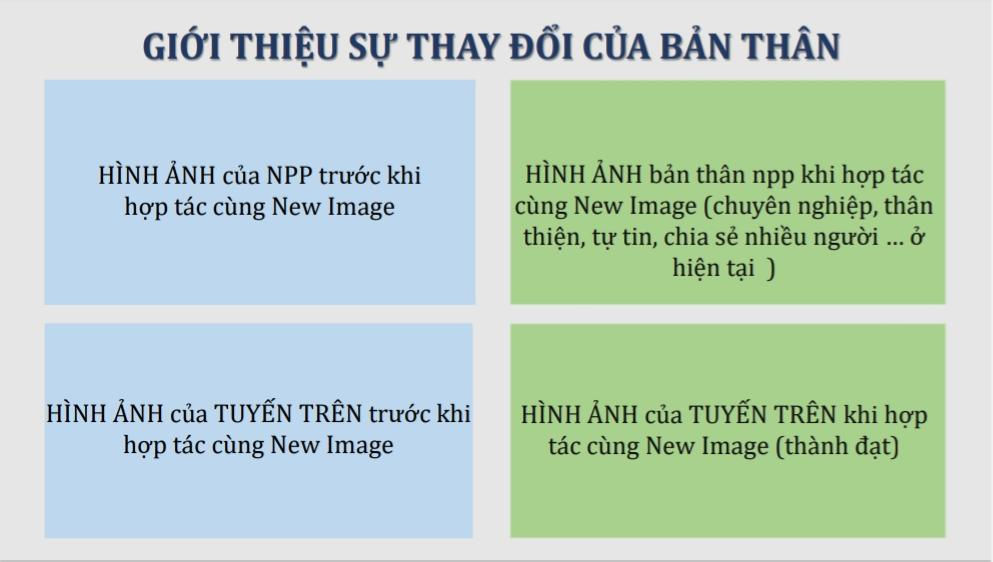 GIỚI THIỆU SỰ THAY ĐỔI CỦA BẢN THÂN
HÌNH ẢNH của NPP trước khi
hợp tác cùng New Image
HÌNH ẢNH bản thân npp khi hợp tác
cùng New Image (chuyên nghiệp, thân
thiện, tự tin, chia sẻ nhiều người ... ở
hiện tại )
HÌNH ẢNH của TUYẾN TRÊN trước khi
hợp tác cùng New Image
HÌNH ẢNH của TUYẾN TRÊN khi hợp
tác cùng New Image (thành đạt)